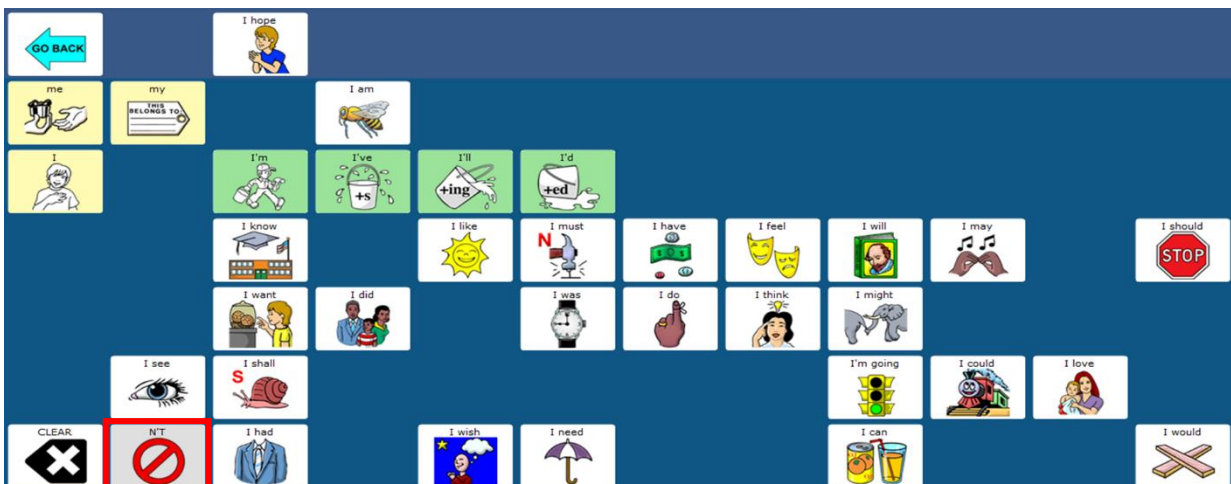 I hope
GO BACK
me
my
THIS BELONGS TO
I am
I
I'm
I've
+s
I'll
+ing
I'd
+ed
I know
I like
I must
N
I have
I feel
I will
I may
I should
STOP
I want
I did
I was
I do
I think
I might
I see
I shall
S
I'm going
I could
I love
CLEAR
N'T
I had
I wish
I need
I can
I would